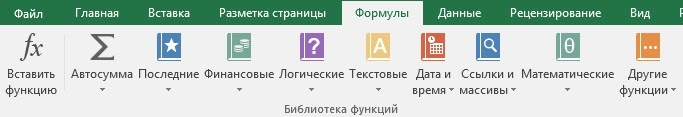 Файл Главная Вставка Разметка страницы Формулы Данные Рецензирование Вид
fx Σ A ? θ ...
Вставить Автосумма Последние Финансовые Логические Текстовые Дата и Ссылки и Математические Другие
функцию время массивы функции
Библиотека функций